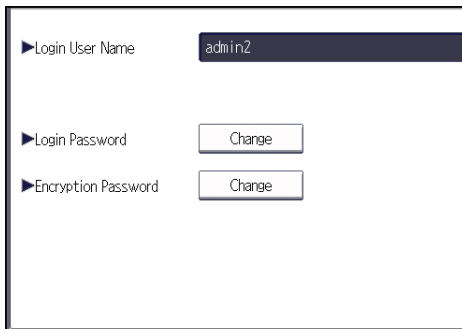 ▶Login User Name admin2
▶Login Password Change
▶Encryption Password Change